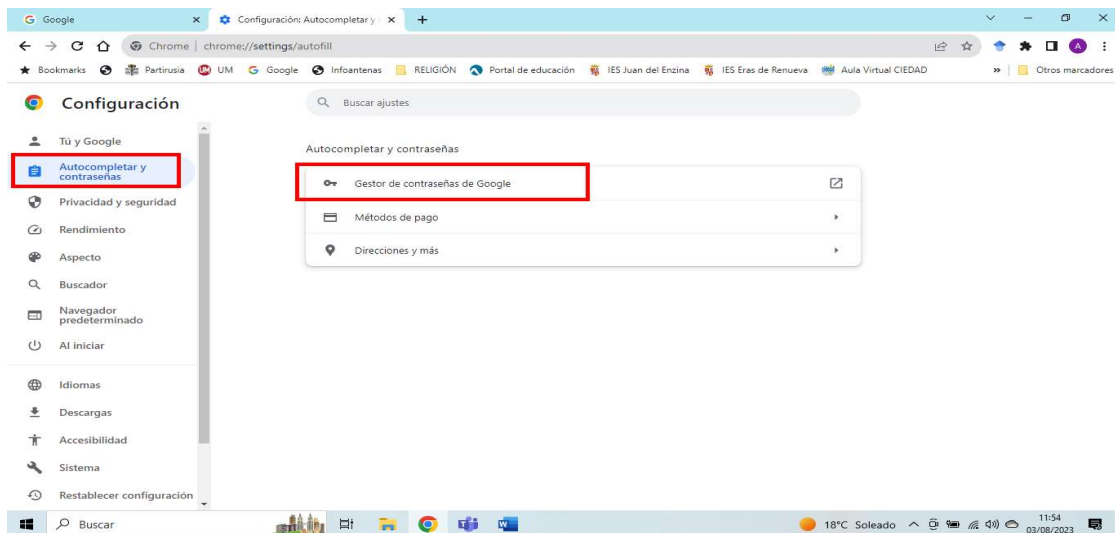 Google
Configuración: Autocompletar y
Chrome | chrome://settings/autofill
A
Bookmarks Partirusia UM Google Infoantenas RELIGIÓN Portal de educación IES Juan del Enzina IES Eras de Renueva Aula Virtual CIEDAD » Otros marcadores
Configuración
Buscar ajustes
Tú y Google
Autocompletar y
contraseñas
Privacidad y seguridad
Rendimiento
Aspecto
Buscador
Navegador
predeterminado
Al iniciar
Idiomas
Descargas
Accesibilidad
Sistema
Restablecer configuración
Autocompletar y contraseñas
Gestor de contraseñas de Google
Métodos de pago
Direcciones y más
Buscar
18°C Soleado
11:54
03/08/2023